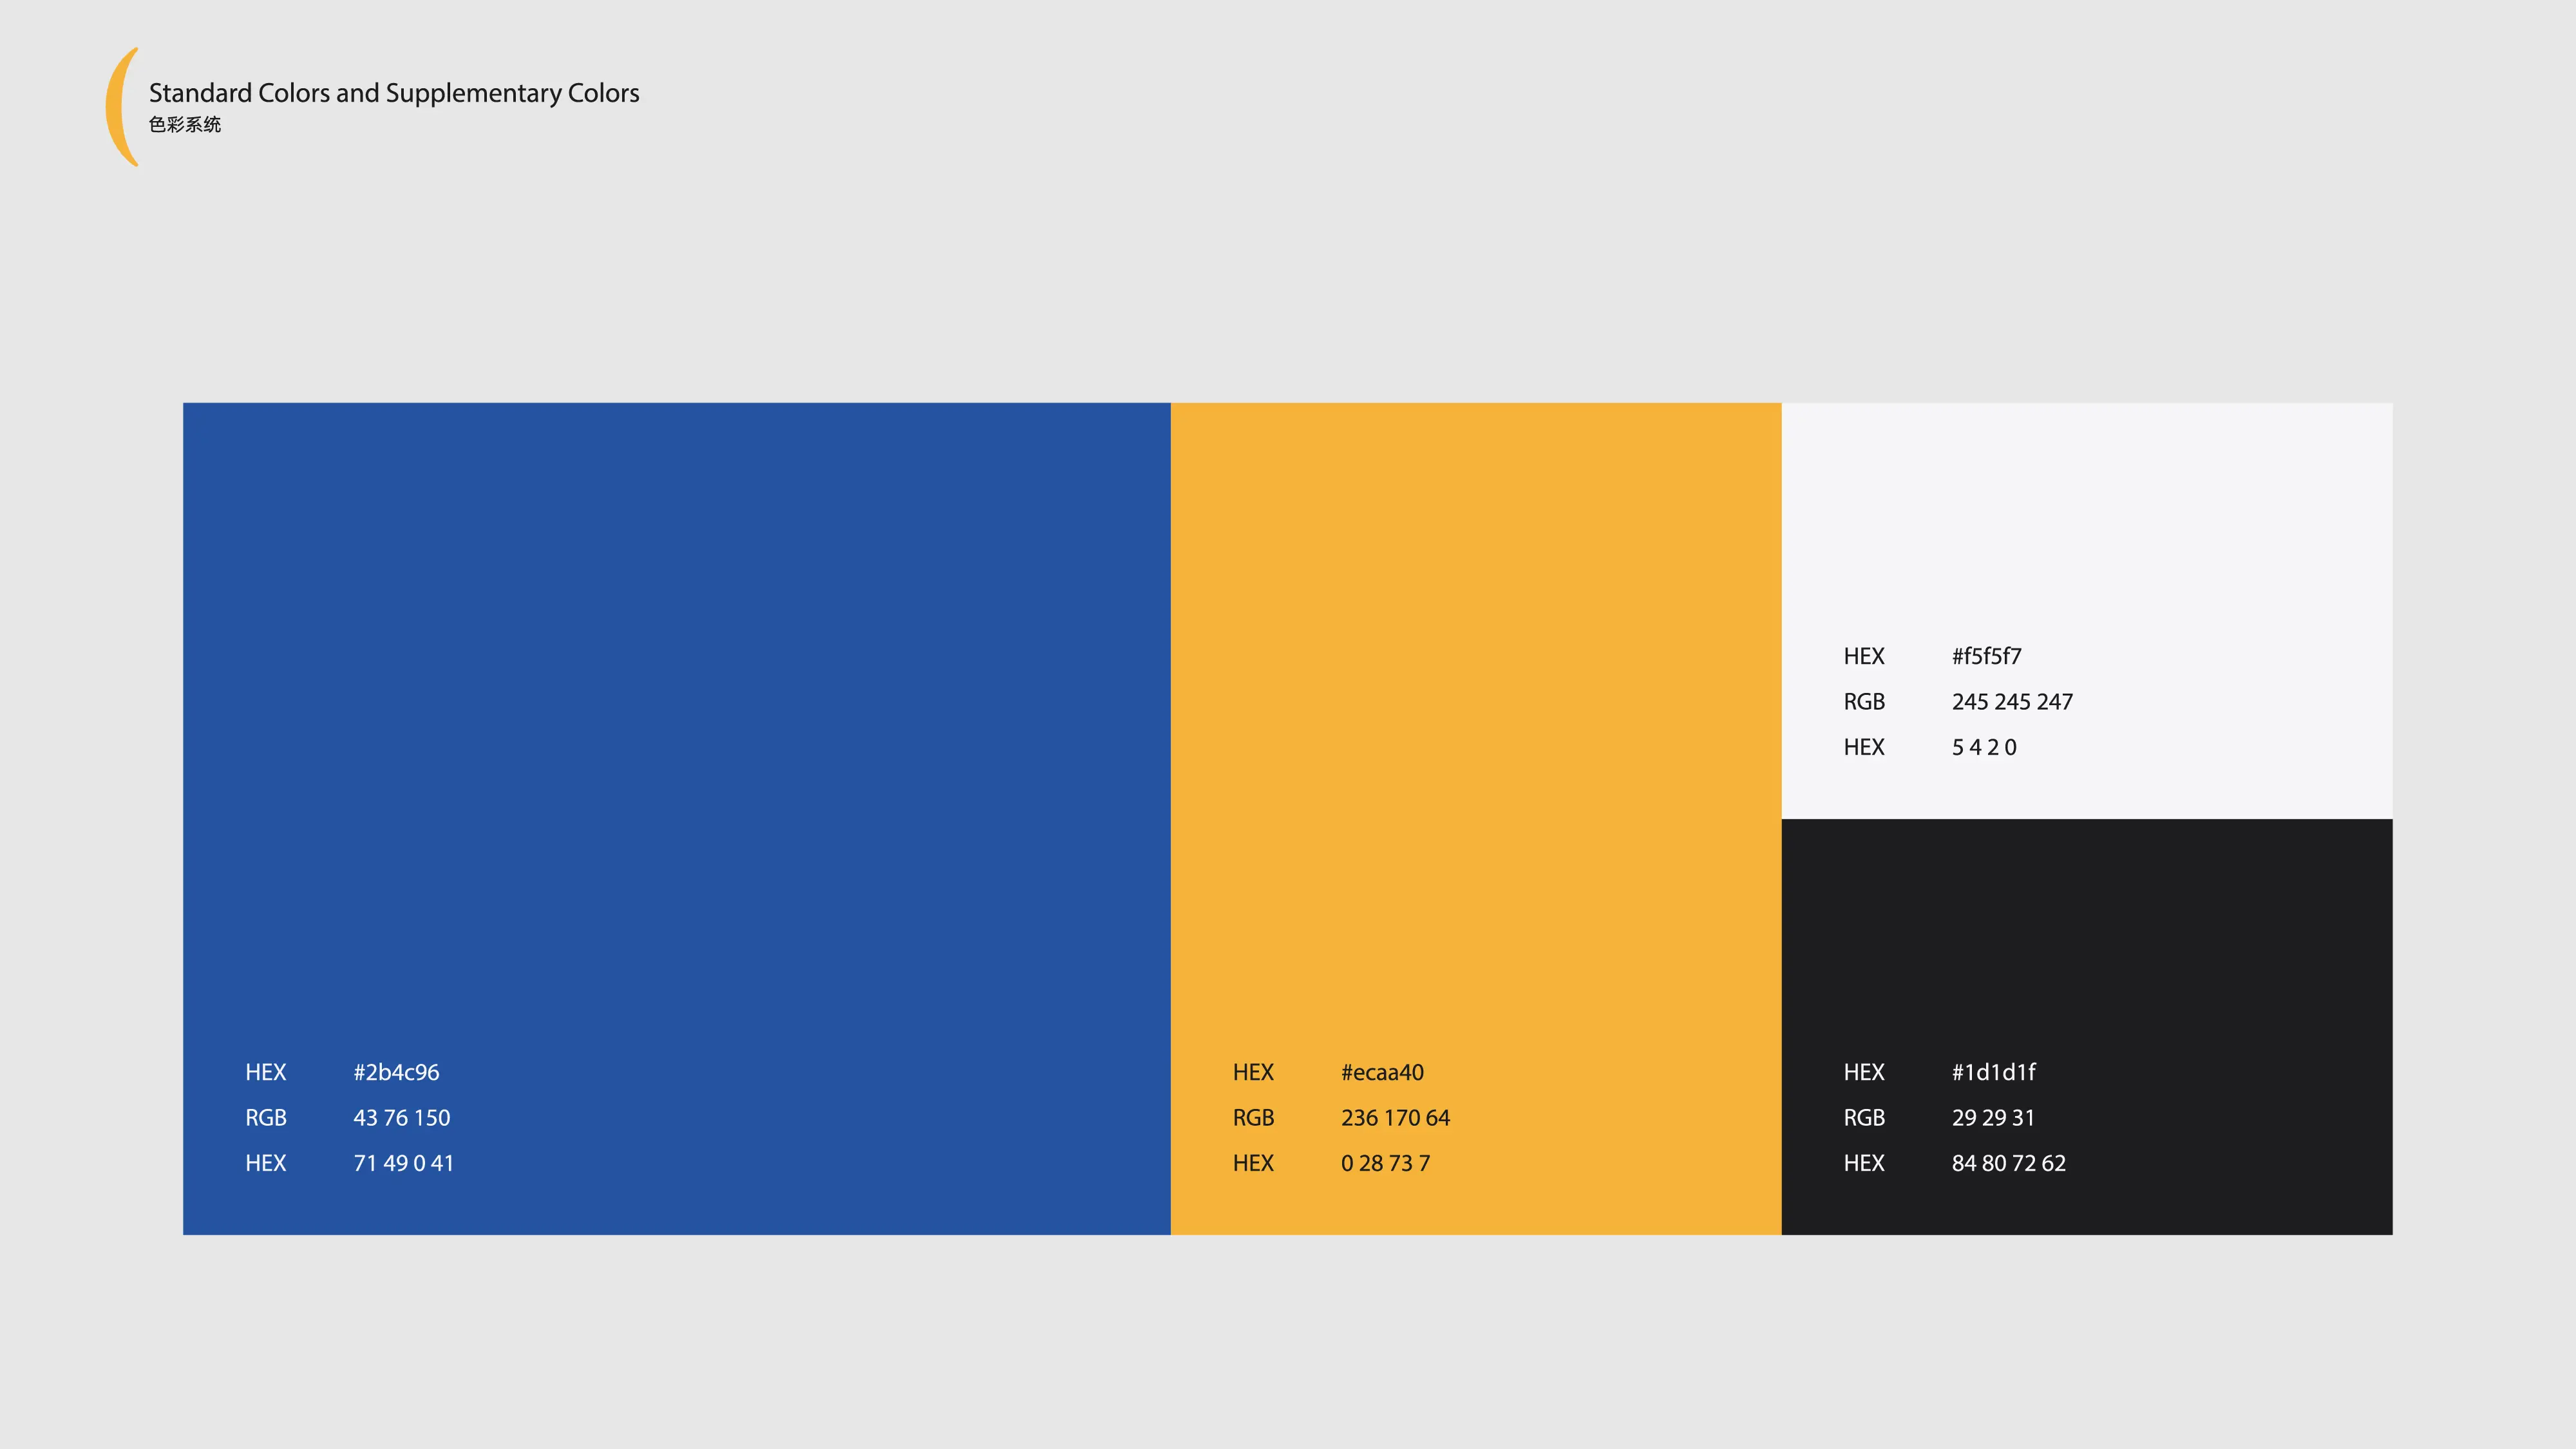 Standard Colors and Supplementary Colors
色彩系统
HEX #2b4c96
RGB 43 76 150
HEX 71 49 0 41
HEX #ecaa40
RGB 236 170 64
HEX 0 28 73 7
HEX #f5f5f7
RGB 245 245 247
HEX 5 4 2 0
HEX #1d1d1f
RGB 29 29 31
HEX 84 80 72 62